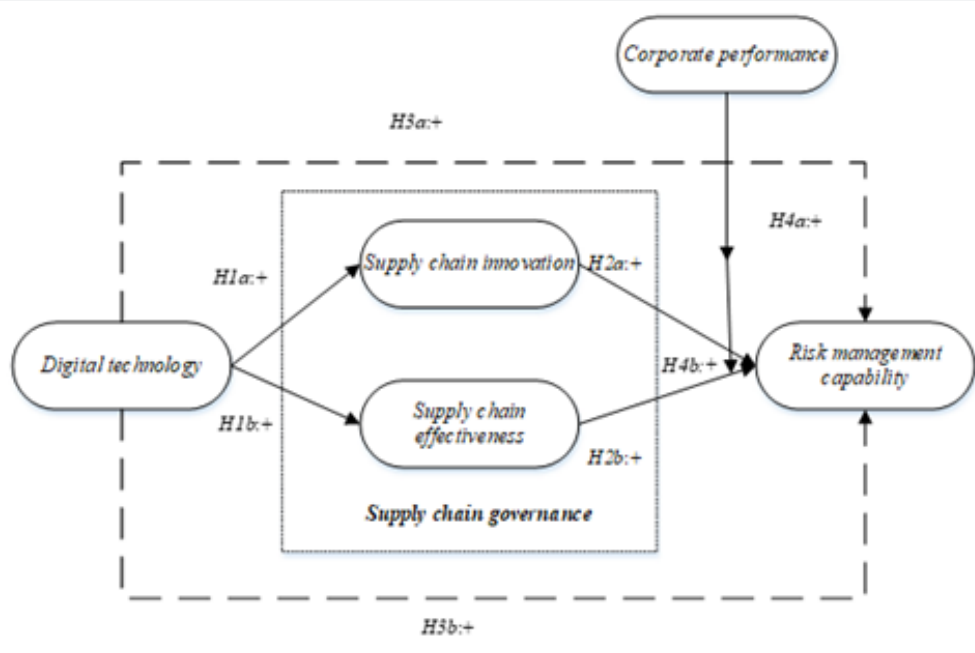 Corporate performance
H3a:+
H4a:+
Supply chain innovation
H2a:+
H1a:+
Digital technology
Risk management
capability
H4b:+
H1b:+
Supply chain
effectiveness
H2b:+
Supply chain governance
H3b:+